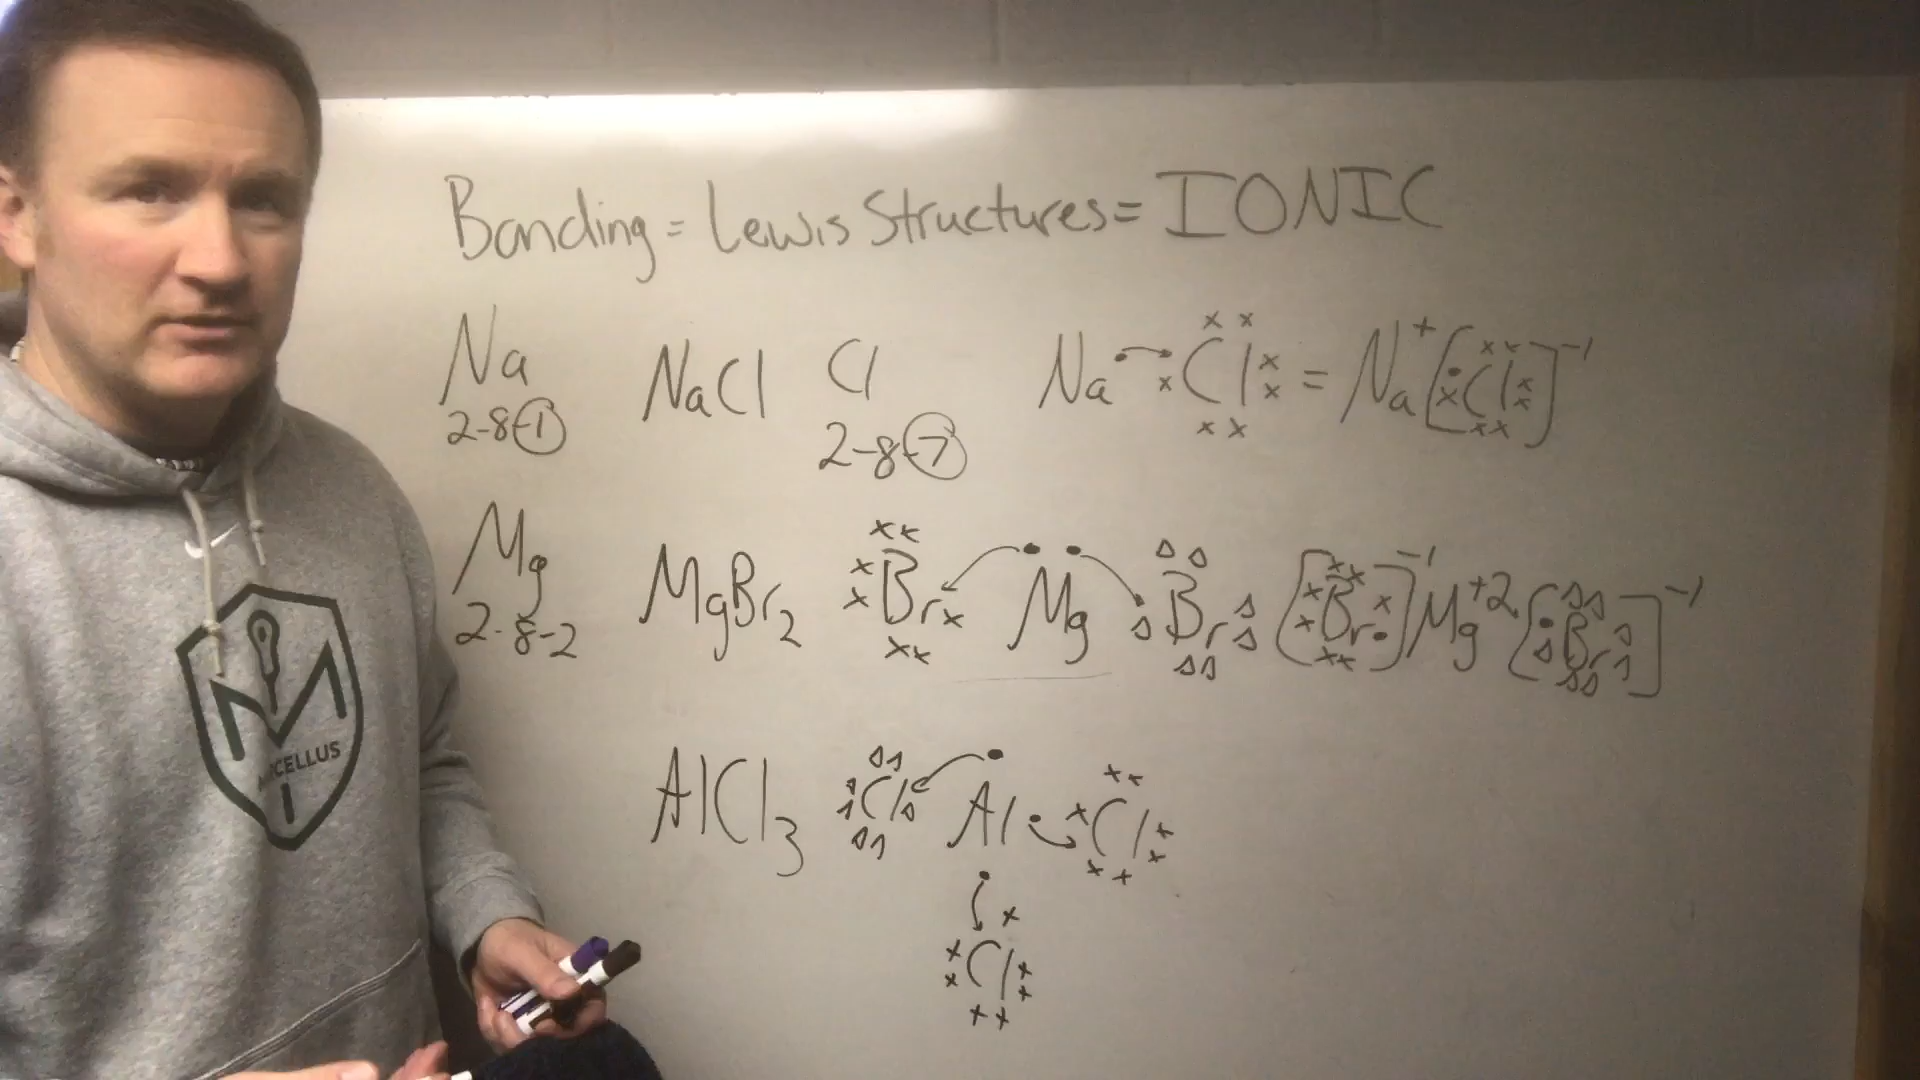 Bonding = Lewis Structures = IONIC
Na NaCl Cl Na Cl = Na+ [Cl]-1
2-8-1 2-8-7
Mg MgBr2 Br Mg Br [Br]-1 Mg+2 [Br]-1
2-8-2
AlCl3 Cl Al Cl
Cl
M
CELLUS